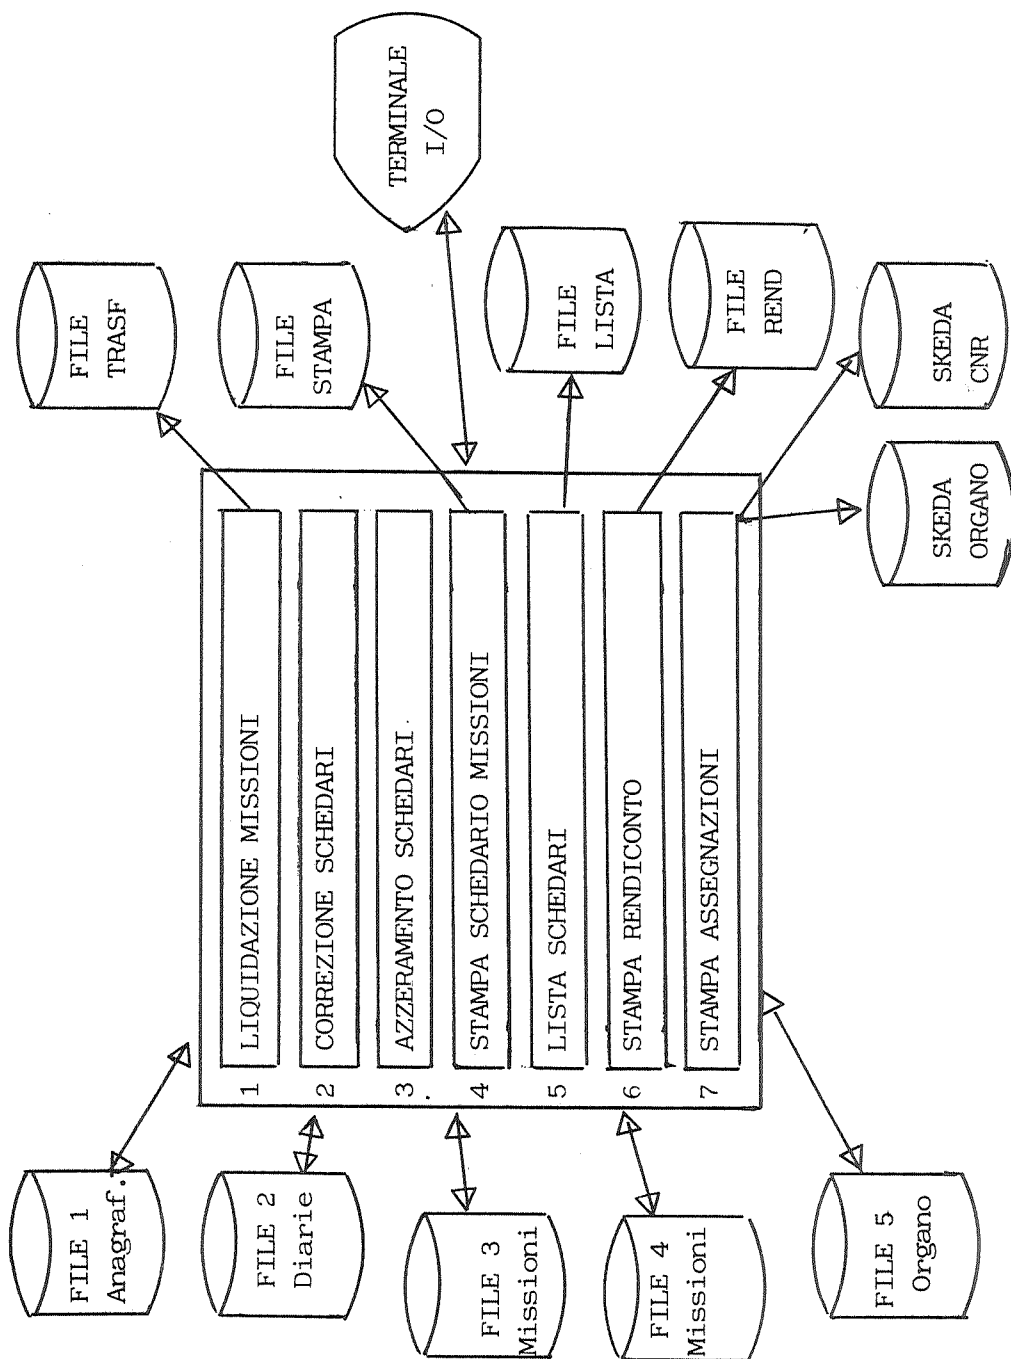 FILE 1
Anagraf.
FILE 2
Diarie
FILE 3
Missioni
FILE 4
Missioni
FILE 5
Organo
1 LIQUIDAZIONE MISSIONI
2 CORREZIONE SCHEDARI
3 AZZERAMENTO SCHEDARI
4 STAMPA SCHEDARIO MISSIONI
5 LISTA SCHEDARI
6 STAMPA RENDICONTO
7 STAMPA ASSEGNAZIONI
FILE
TRASF
FILE
STAMPA
TERMINALE
I/O
FILE
LISTA
FILE
REND
SKEDA
CNR
SKEDA
ORGANO